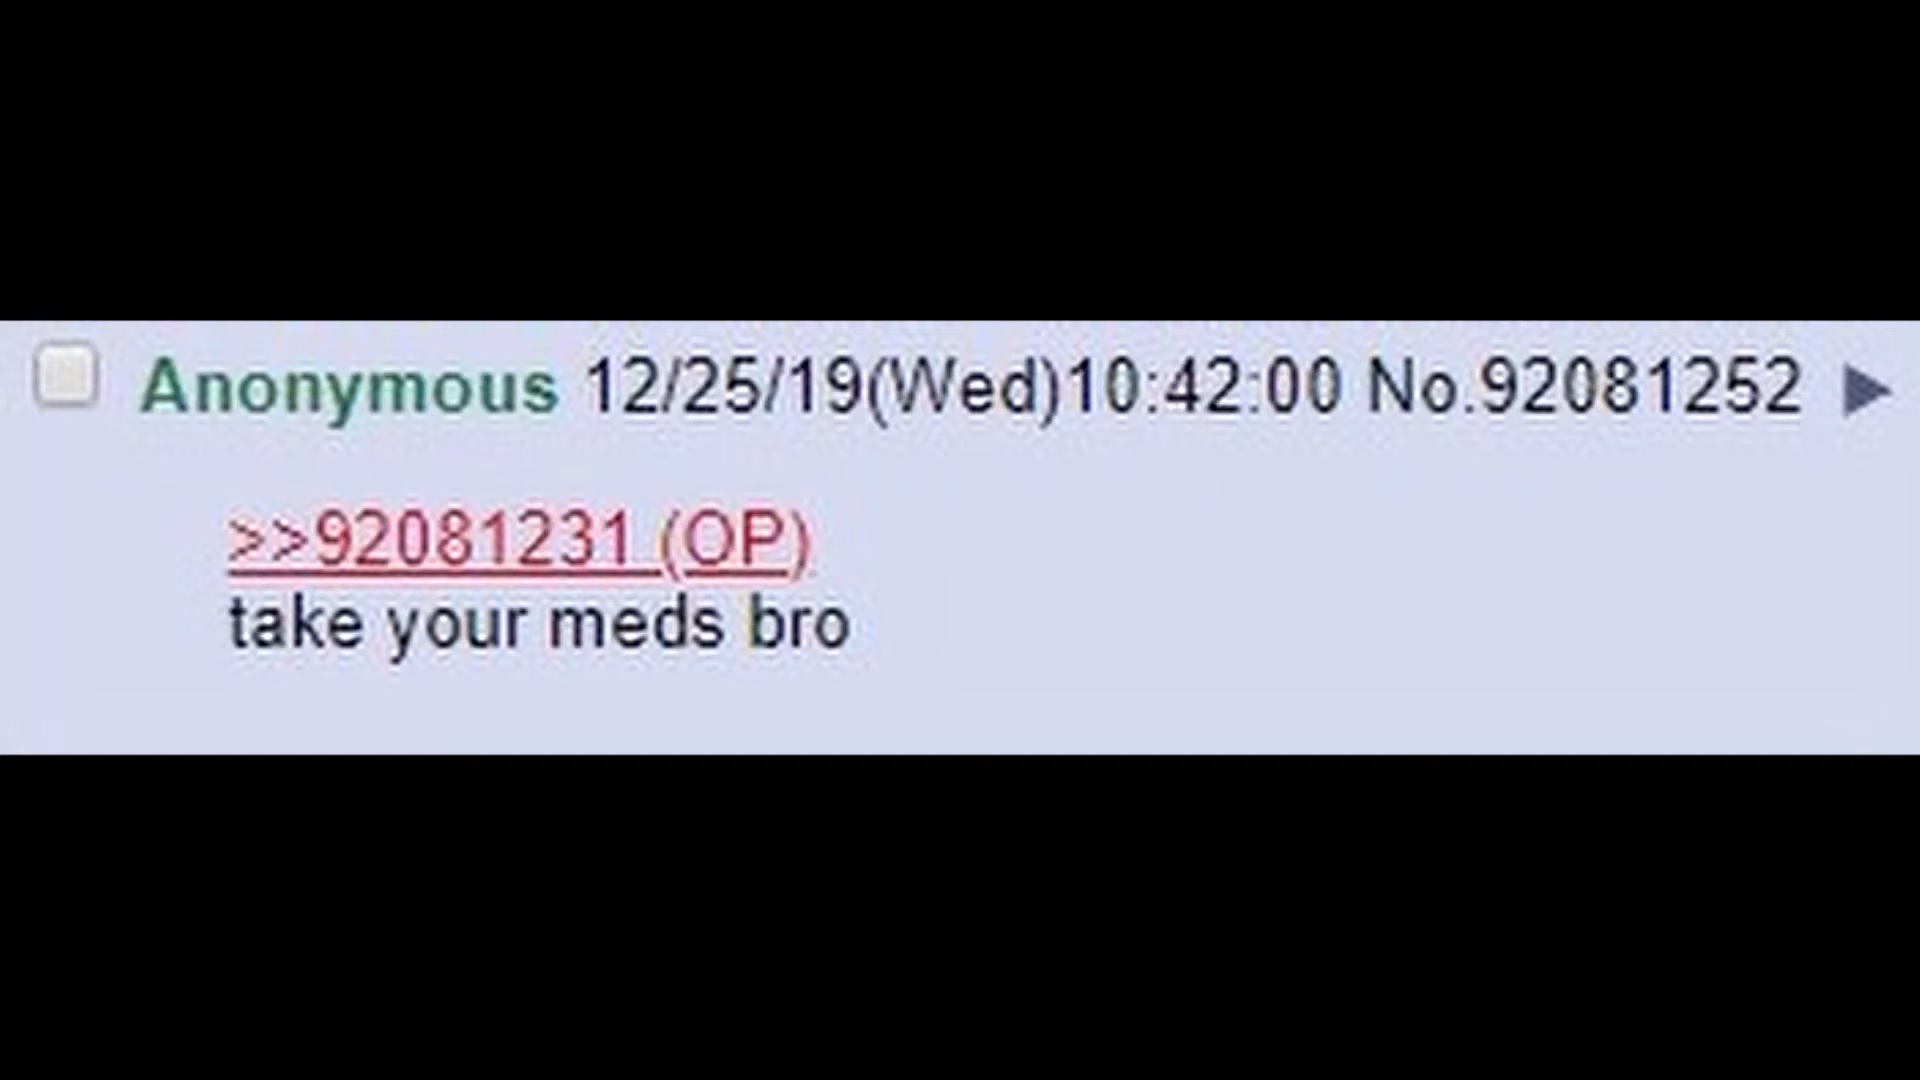 Anonymous 12/25/19(Wed)10:42:00 No.92081252 ▶
>>92081231 (OP)
take your meds bro